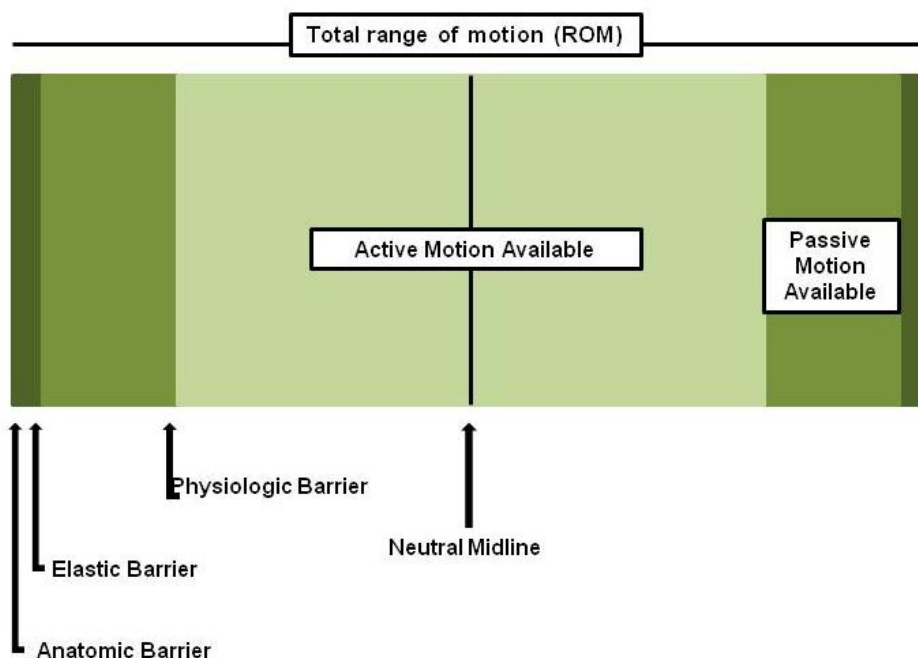 Total range of motion (ROM)
Active Motion Available
Passive
Motion
Available
Physiologic Barrier
Neutral Midline
Elastic Barrier
Anatomic Barrier